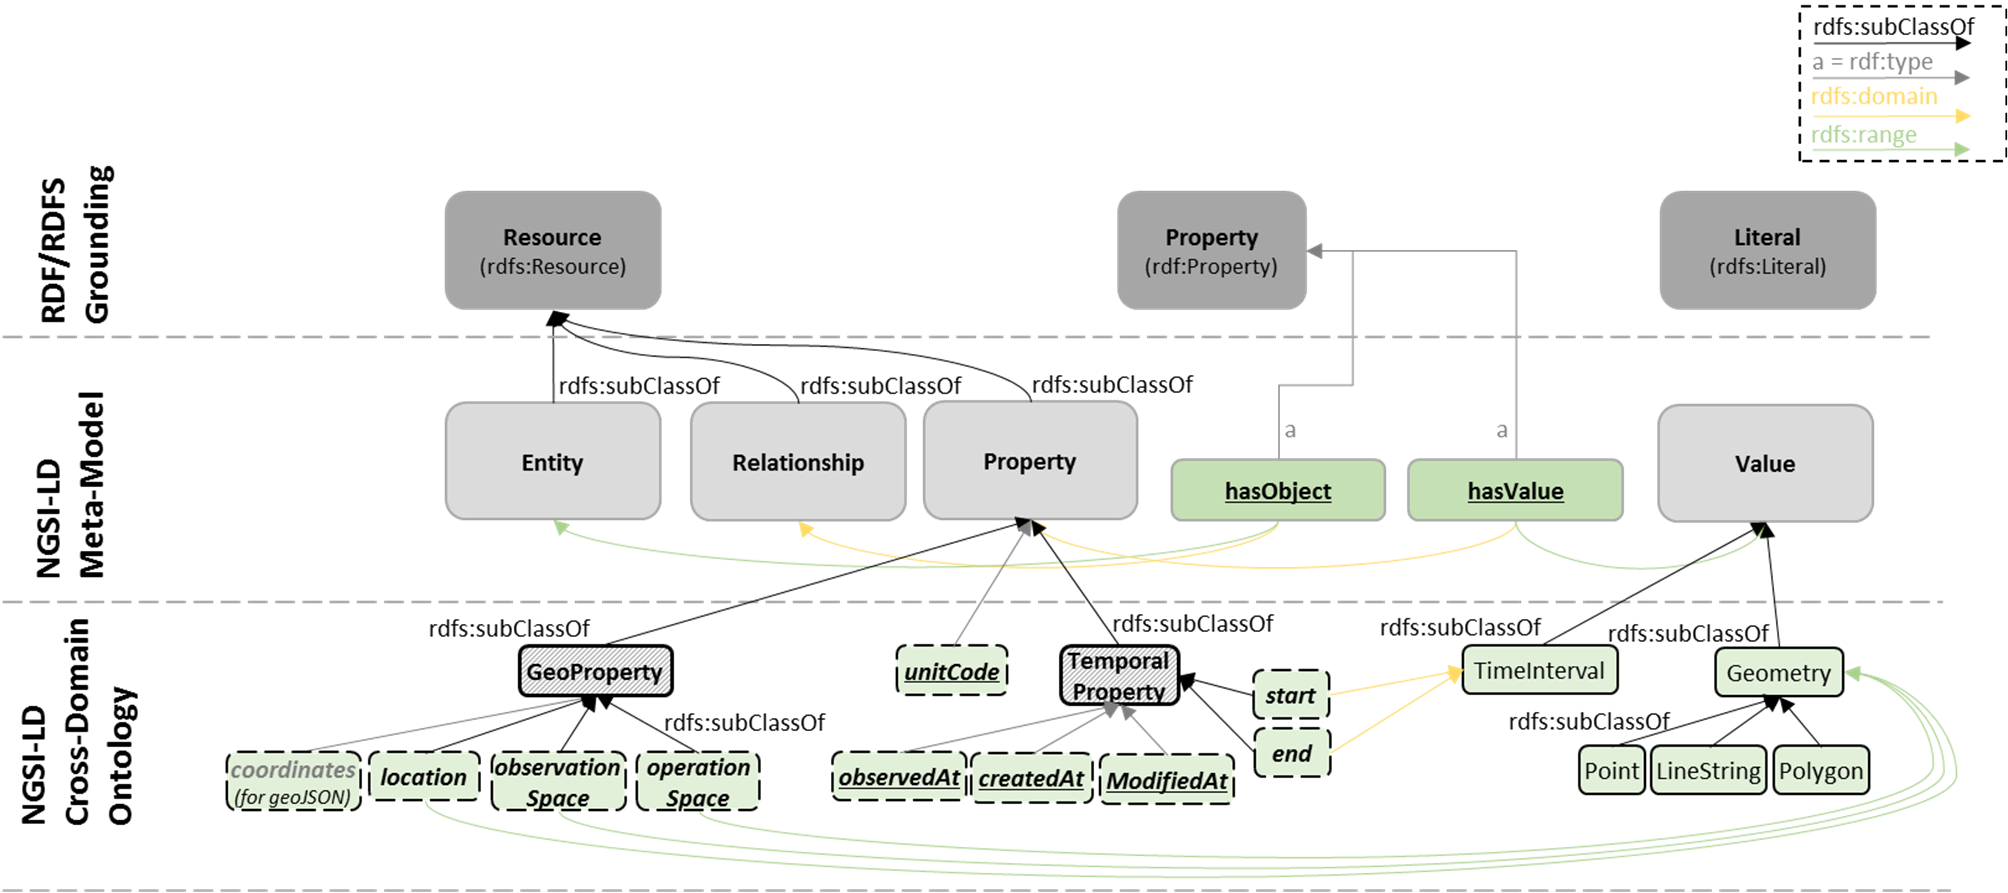 rdfs:subClassOf
a = rdf:type
rdfs:domain
rdfs:range
RDF/RDFS
Grounding
Resource
(rdfs:Resource)
Property
(rdf:Property)
Literal
(rdfs:Literal)
NGSI-LD
Meta-Model
rdfs:subClassOf
rdfs:subClassOf
rdfs:subClassOf
a
a
Entity
Relationship
Property
hasObject
hasValue
Value
NGSI-LD
Cross-Domain
Ontology
rdfs:subClassOf
rdfs:subClassOf
rdfs:subClassOf
rdfs:subClassOf
GeoProperty
unitCode
Temporal
Property
start
end
TimeInterval
Geometry
rdfs:subClassOf
rdfs:subClassOf
coordinates
(for geoJSON)
location
observation
Space
operation
Space
observedAt
createdAt
ModifiedAt
Point
LineString
Polygon